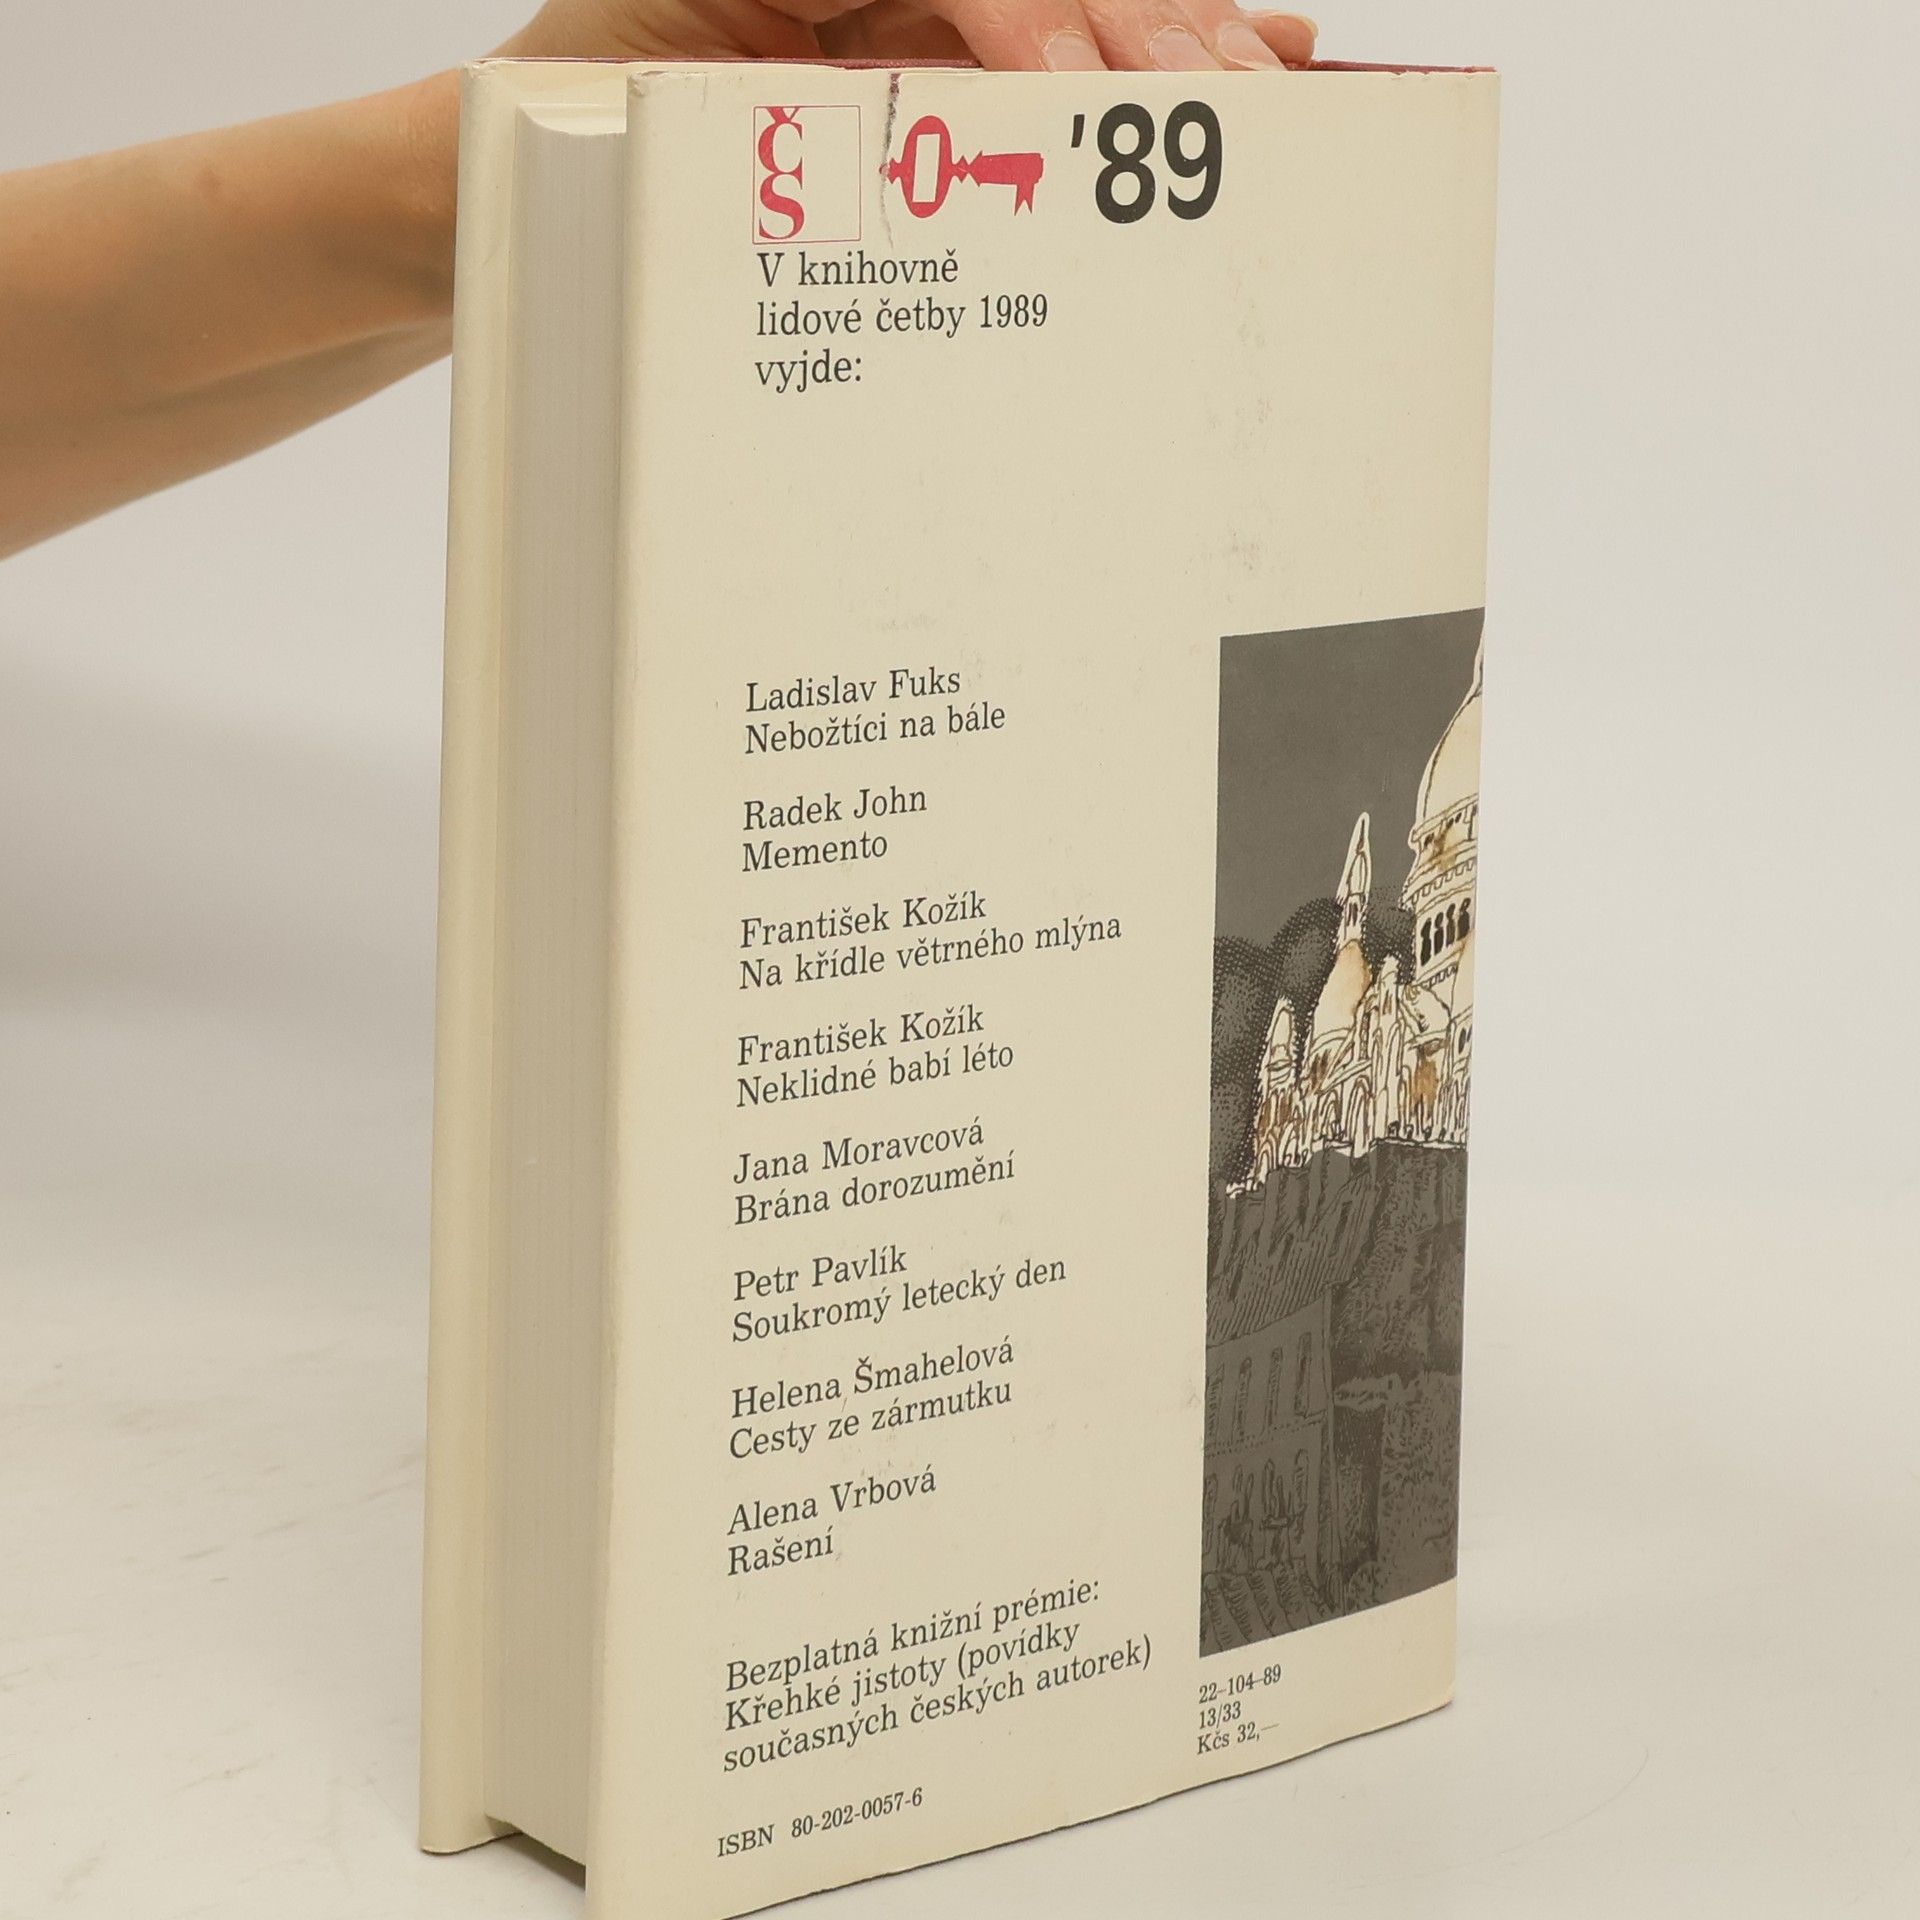 ČS '89
V knihovně
lidové četby 1989
vyjde:
Ladislav Fuks
Nebožtíci na bále
Radek John
Memento
František Kožík
Na křídle větrného mlýna
František Kožík
Neklidné babí léto
Jana Moravcová
Brána dorozumění
Petr Pavlík
Soukromý letecký den
Helena Šmahelová
Cesty ze zármutku
Alena Vrbová
Rašení
Bezplatná knižní prémie:
Křehké jistoty (povídky
současných českých autorek)
22-104-89
13/33
Kčs 32,—
ISBN 80-202-0057-6